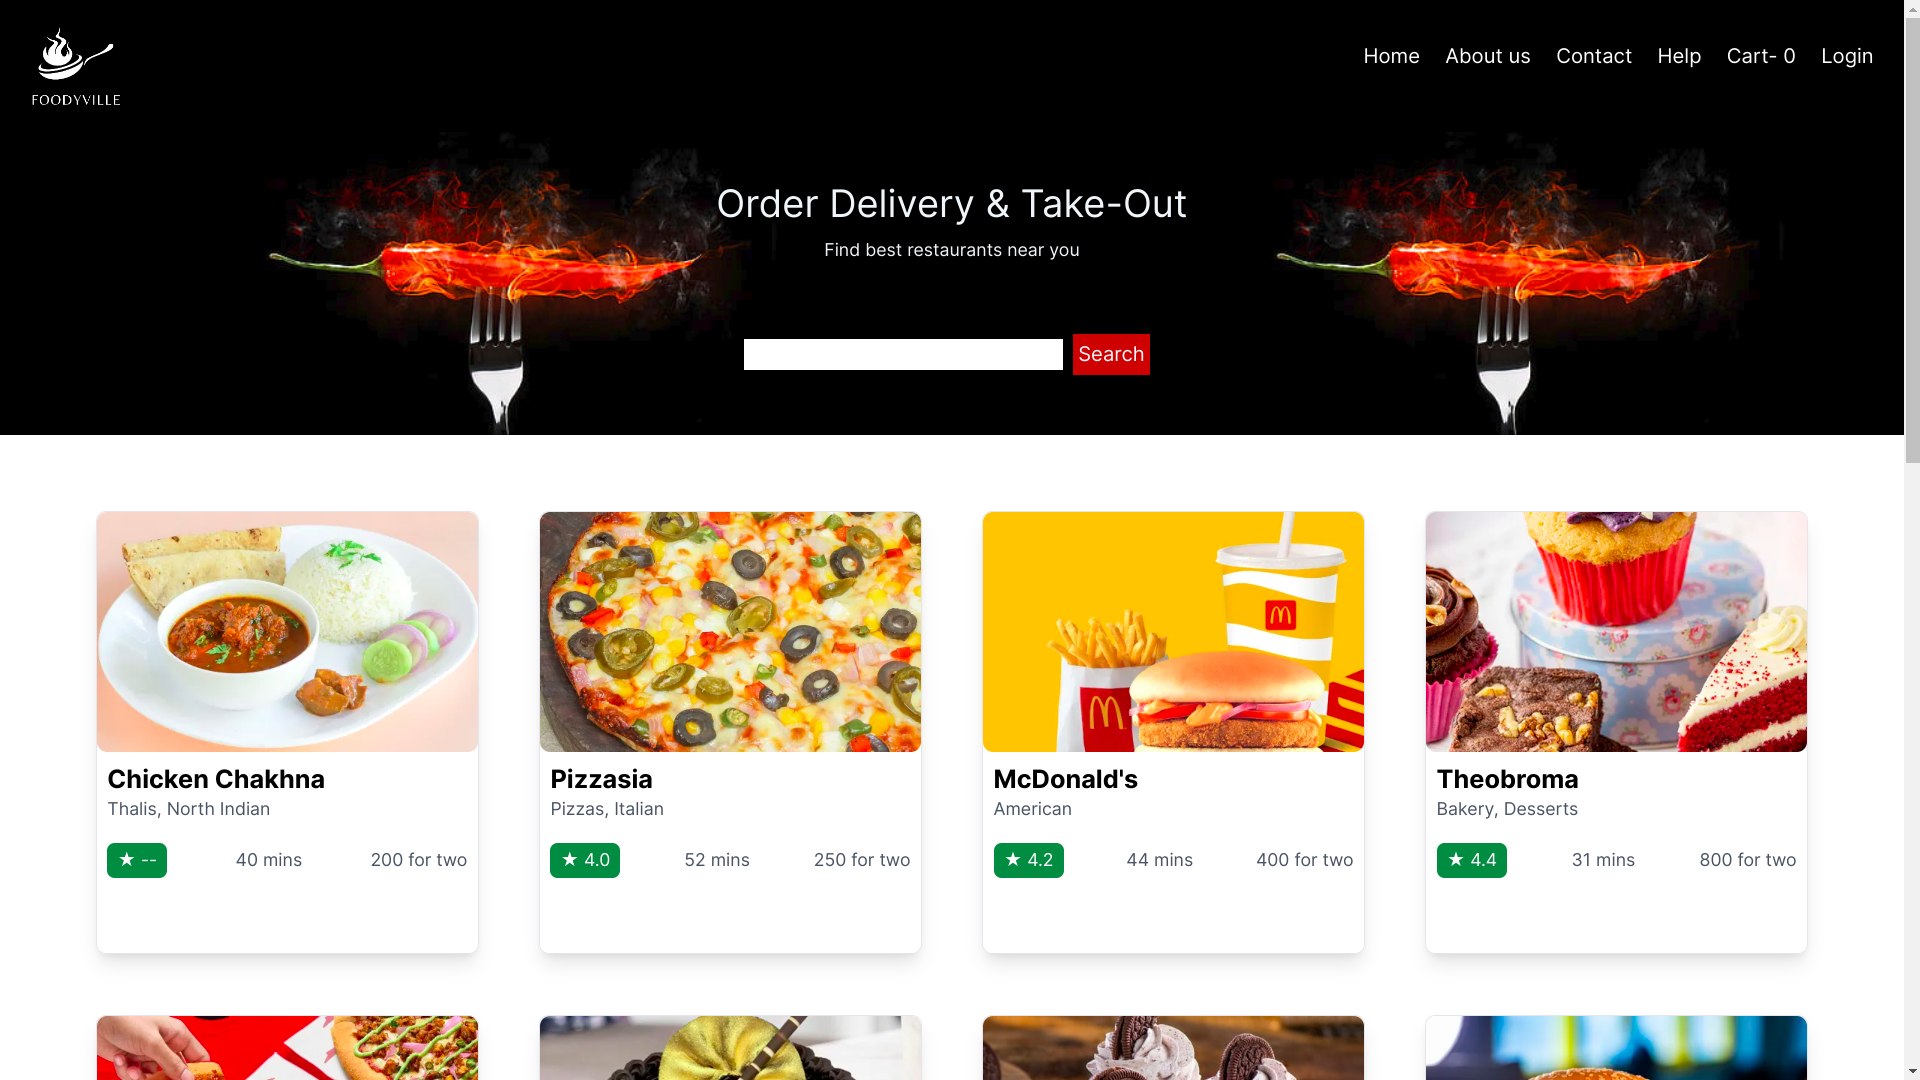 FOODYVILLE
Home
About us
Contact
Help
Cart- 0
Login
Order Delivery & Take-Out
Find best restaurants near you
Search
Chicken Chakhna
Thalis, North Indian
★ --
40 mins
200 for two
Pizzasia
Pizzas, Italian
★ 4.0
52 mins
250 for two
McDonald's
American
★ 4.2
44 mins
400 for two
Theobroma
Bakery, Desserts
★ 4.4
31 mins
800 for two